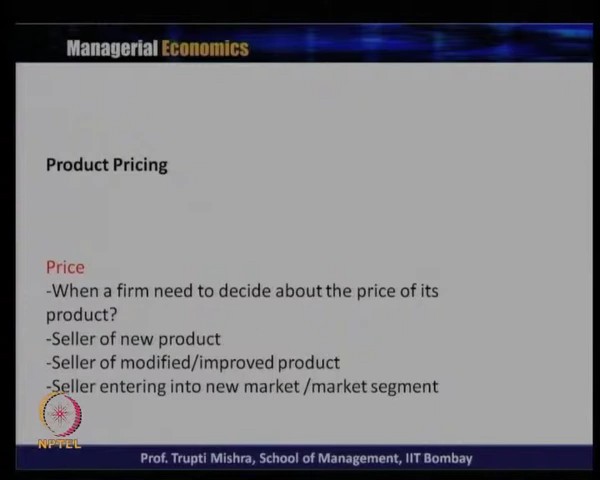 Managerial Economics
Product Pricing
Price
-When a firm need to decide about the price of its
product?
-Seller of new product
-Seller of modified/improved product
-Seller entering into new market /market segment
NPTEL
Prof. Trupti Mishra, School of Management, IIT Bombay